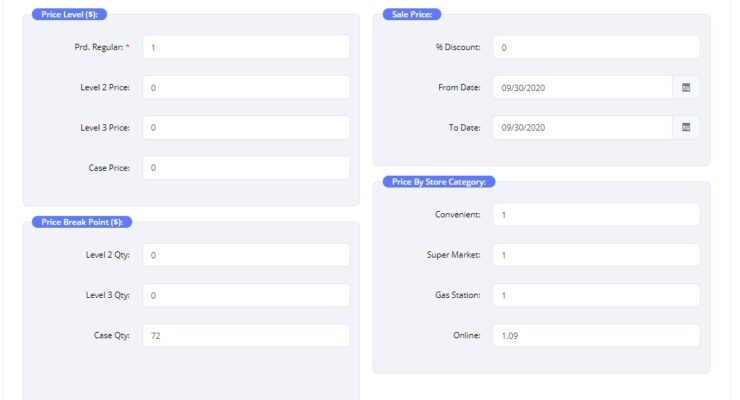 Price Level ($):
Prd. Regular: * 1
Level 2 Price: 0
Level 3 Price: 0
Case Price: 0
Price Break Point ($):
Level 2 Qty: 0
Level 3 Qty: 0
Case Qty: 72
Sale Price:
% Discount: 0
From Date: 09/30/2020
To Date: 09/30/2020
Price By Store Category:
Convenient: 1
Super Market: 1
Gas Station: 1
Online: 1.09